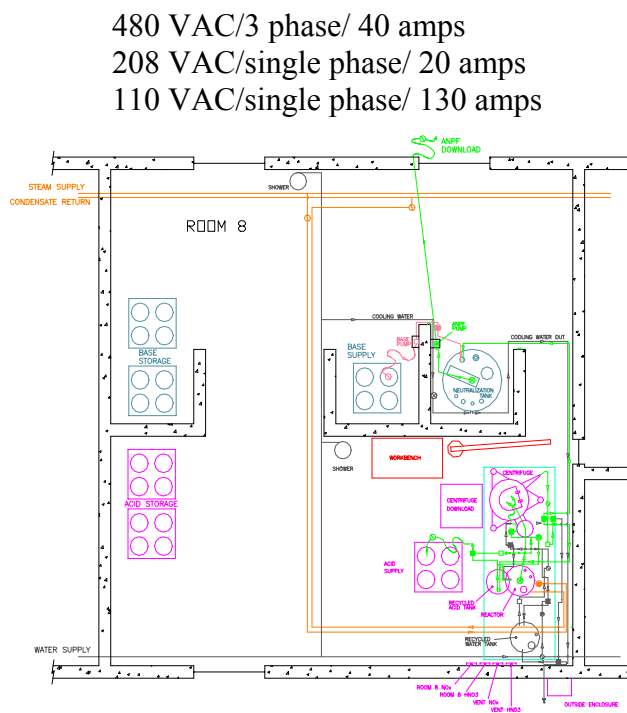 480 VAC/3 phase/ 40 amps
208 VAC/single phase/ 20 amps
110 VAC/single phase/ 130 amps
ANPF
DOWNLOAD
STEAM SUPPLY
CONDENSATE RETURN
SHOWER
ROOM 8
COOLING WATER
BASE
PUMP
ANPF
PUMP
COOLING WATER OUT
BASE
STORAGE
BASE
SUPPLY
NEUTRALIZATION
TANK
SHOWER
WORKBENCH
CENTRIFUGE
CENTRIFUGE
DOWNLOAD
ACID STORAGE
ACID
SUPPLY
RECYCLED
ACID TANK
REACTOR
RECYCLED
WATER TANK
WATER SUPPLY
ROOM 8 NOx
ROOM 8 HNO3
VENT NOx
VENT HNO3
OUTSIDE ENCLOSURE